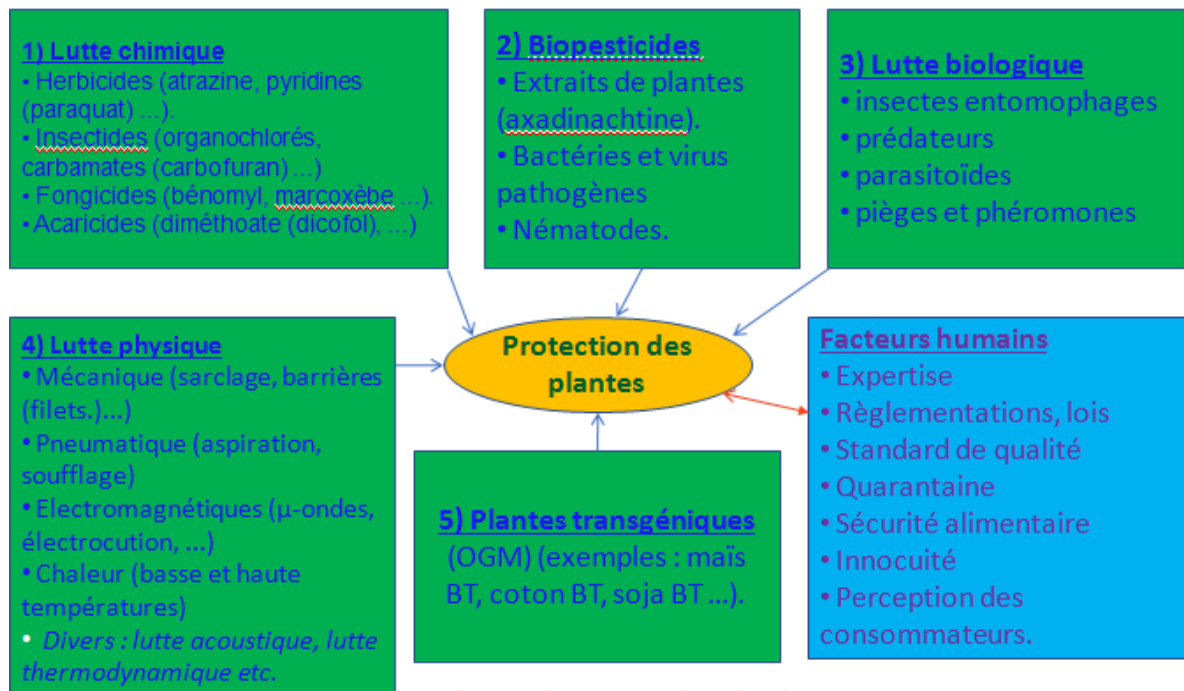 1) Lutte chimique
• Herbicides (atrazine, pyridines
(paraquat) ...).
• Insectides (organochlorés,
carbamates (carbofuran) ...)
• Fongicides (bénomyl, marcoxèbe ...).
• Acaricides (diméthoate (dicofol), ...)
2) Biopesticides
• Extraits de plantes
(axadinachtine).
• Bactéries et virus
pathogènes
• Nématodes.
3) Lutte biologique
• insectes entomophages
• prédateurs
• parasitoïdes
• pièges et phéromones
4) Lutte physique
• Mécanique (sarclage, barrières
(filets.)...)
• Pneumatique (aspiration,
soufflage)
• Electromagnétiques (µ-ondes,
électrocution, ...)
• Chaleur (basse et haute
températures)
• Divers : lutte acoustique, lutte
thermodynamique etc.
Protection des
plantes
5) Plantes transgéniques
(OGM) (exemples : maïs
BT, coton BT, soja BT ...).
Facteurs humains
• Expertise
• Règlementations, lois
• Standard de qualité
• Quarantaine
• Sécurité alimentaire
• Innocuité
• Perception des
consommateurs.